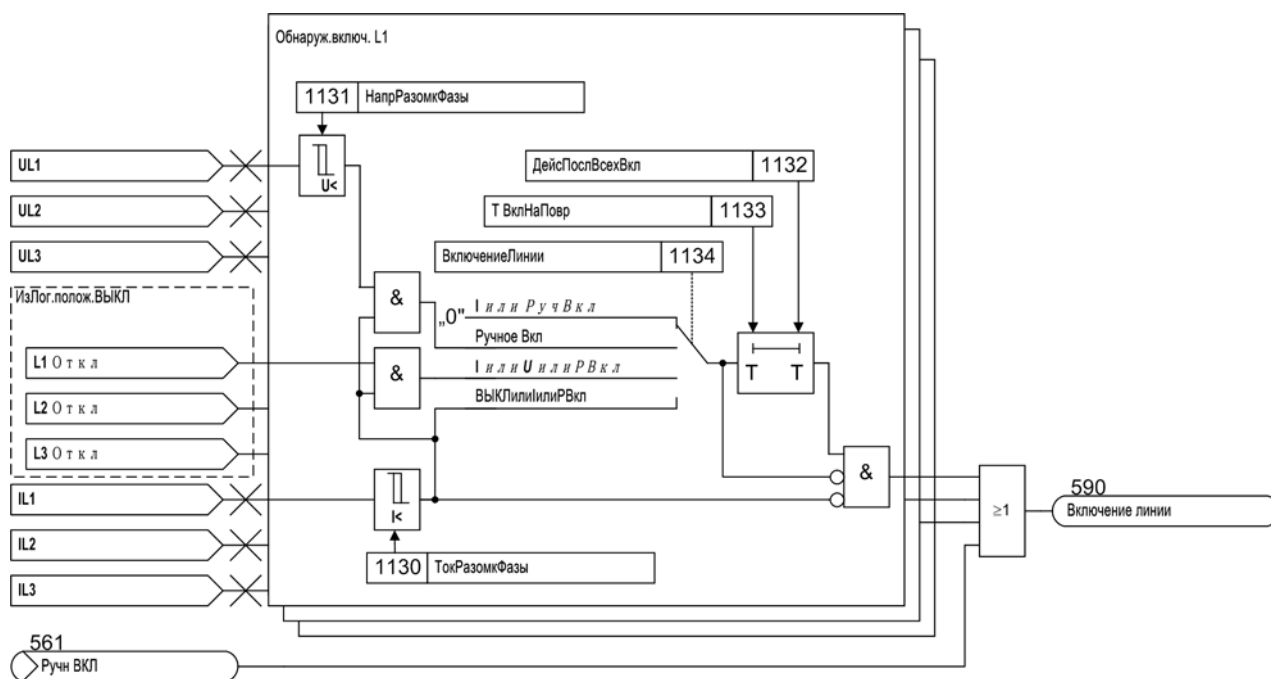 Обнаруж.включ. L1
1131 НапрРазомкФазы
UL1
U<
ДейсПослВсехВкл 1132
UL2
Т ВклНаПовр 1133
UL3
ВключениеЛинии 1134
ИзЛог.полож.ВЫКЛ
&
„0"
I или РучВкл
Ручное Вкл
L1 Откл
&
I или U или РВкл
T T
ВЫКЛилиIилиРВкл
L2 Откл
L3 Откл
&
IL1
I<
≥1
590
Включение линии
IL2
1130 ТокРазомкФазы
IL3
561
Ручн ВКЛ